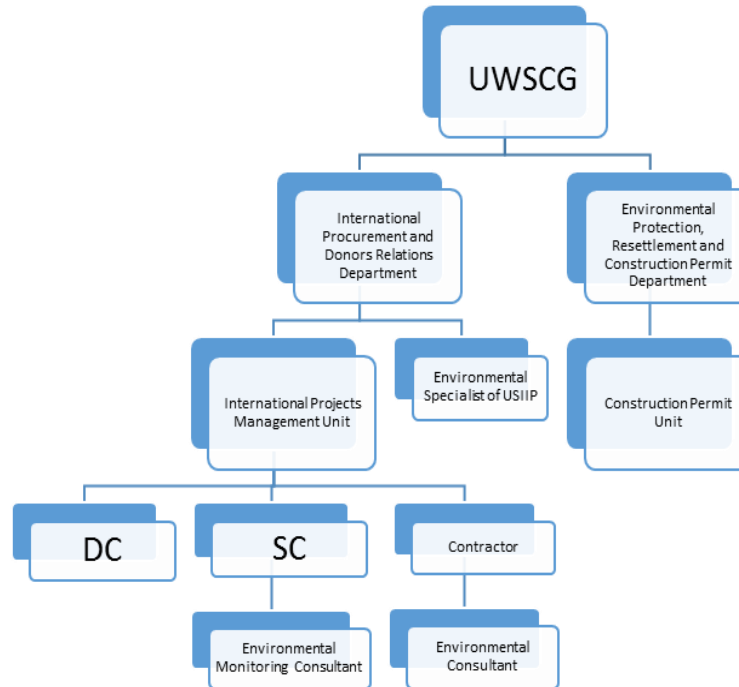 UWSCG
International
Procurement and
Donors Relations
Department
Environmental
Protection,
Resettlement and
Construction Permit
Department
International Projects
Management Unit
Environmental
Specialist of USIIP
Construction Permit
Unit
DC
SC
Contractor
Environmental
Monitoring Consultant
Environmental
Consultant